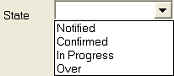 State
Notified
Confirmed
In Progress
Over